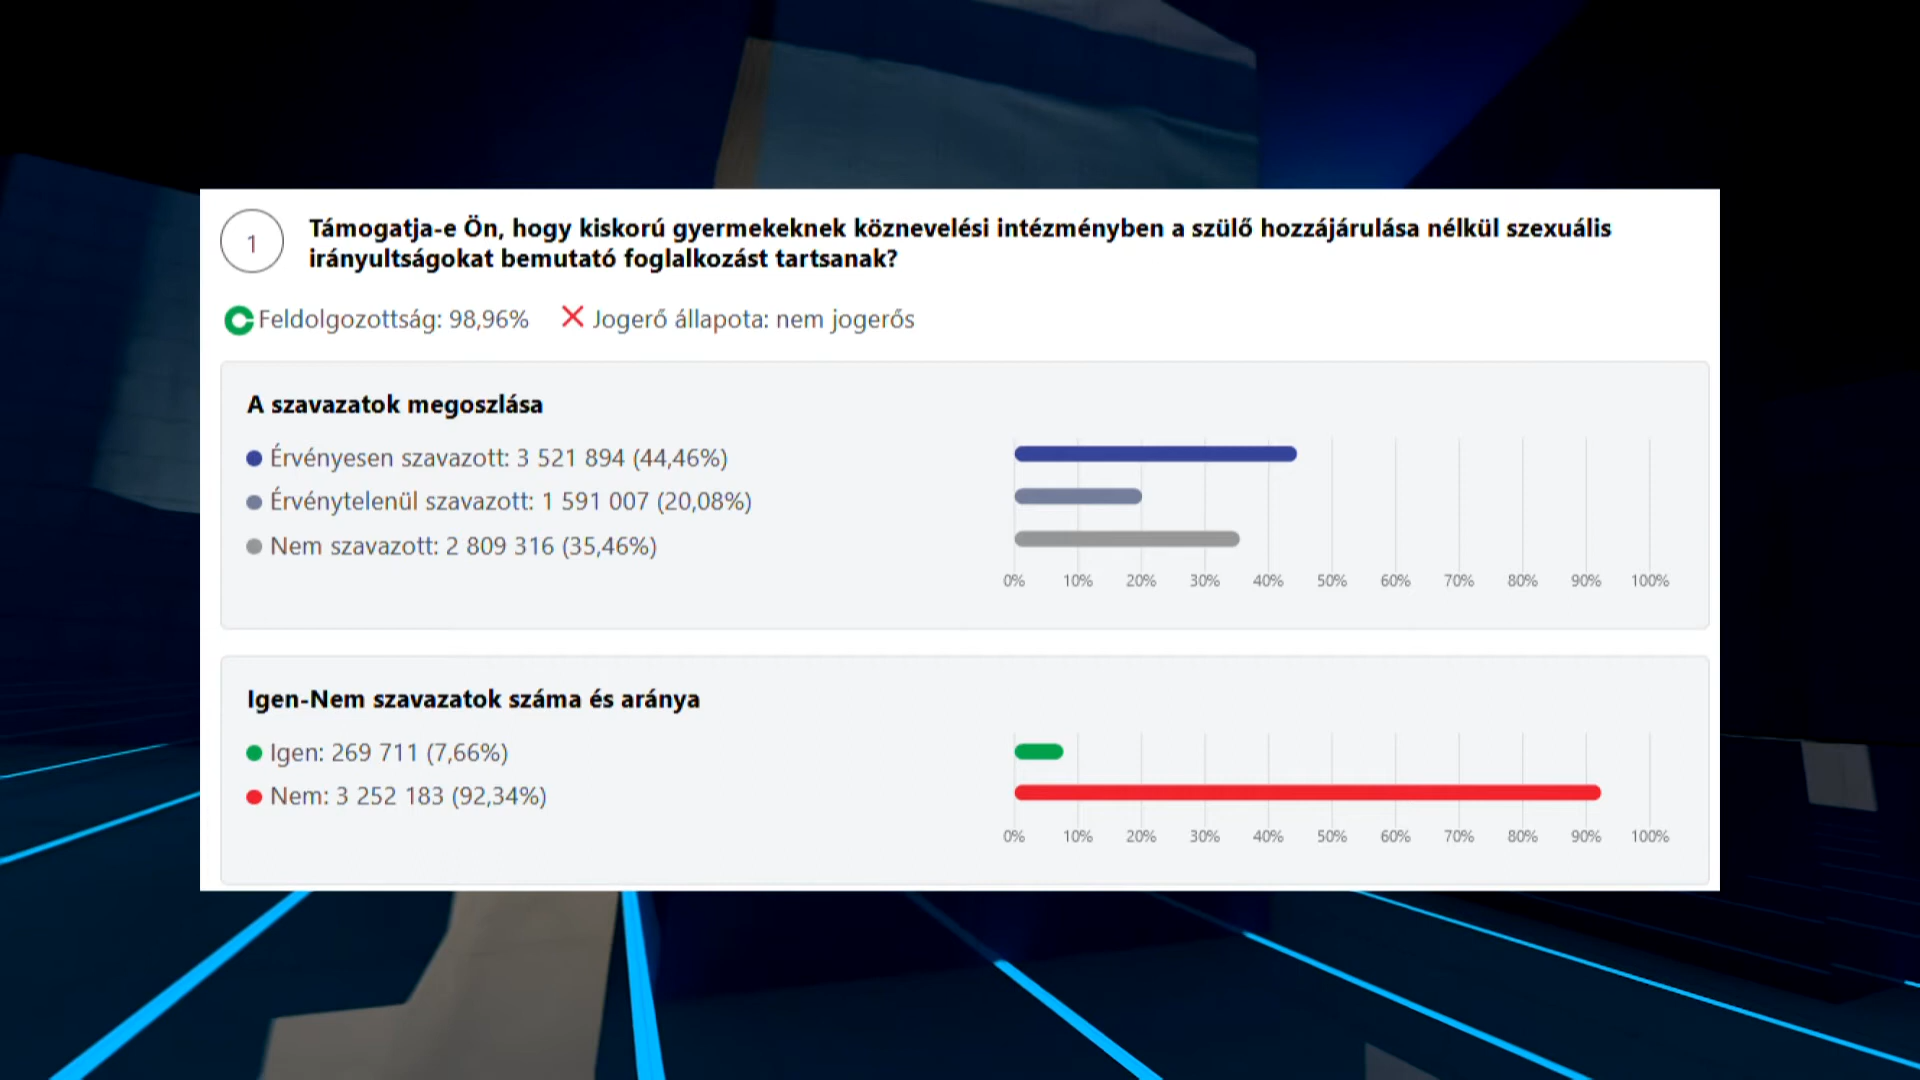 1
Támogatja-e Ön, hogy kiskorú gyermekeknek köznevelési intézményben a szülő hozzájárulása nélkül szexuális
irányultságokat bemutató foglalkozást tartsanak?
Feldolgozottság: 98,96% Jogerő állapota: nem jogerős
A szavazatok megoszlása
Érvényesen szavazott: 3 521 894 (44,46%)
Érvénytelenül szavazott: 1 591 007 (20,08%)
Nem szavazott: 2 809 316 (35,46%)
0% 10% 20% 30% 40% 50% 60% 70% 80% 90% 100%
Igen-Nem szavazatok száma és aránya
Igen: 269 711 (7,66%)
Nem: 3 252 183 (92,34%)
0% 10% 20% 30% 40% 50% 60% 70% 80% 90% 100%